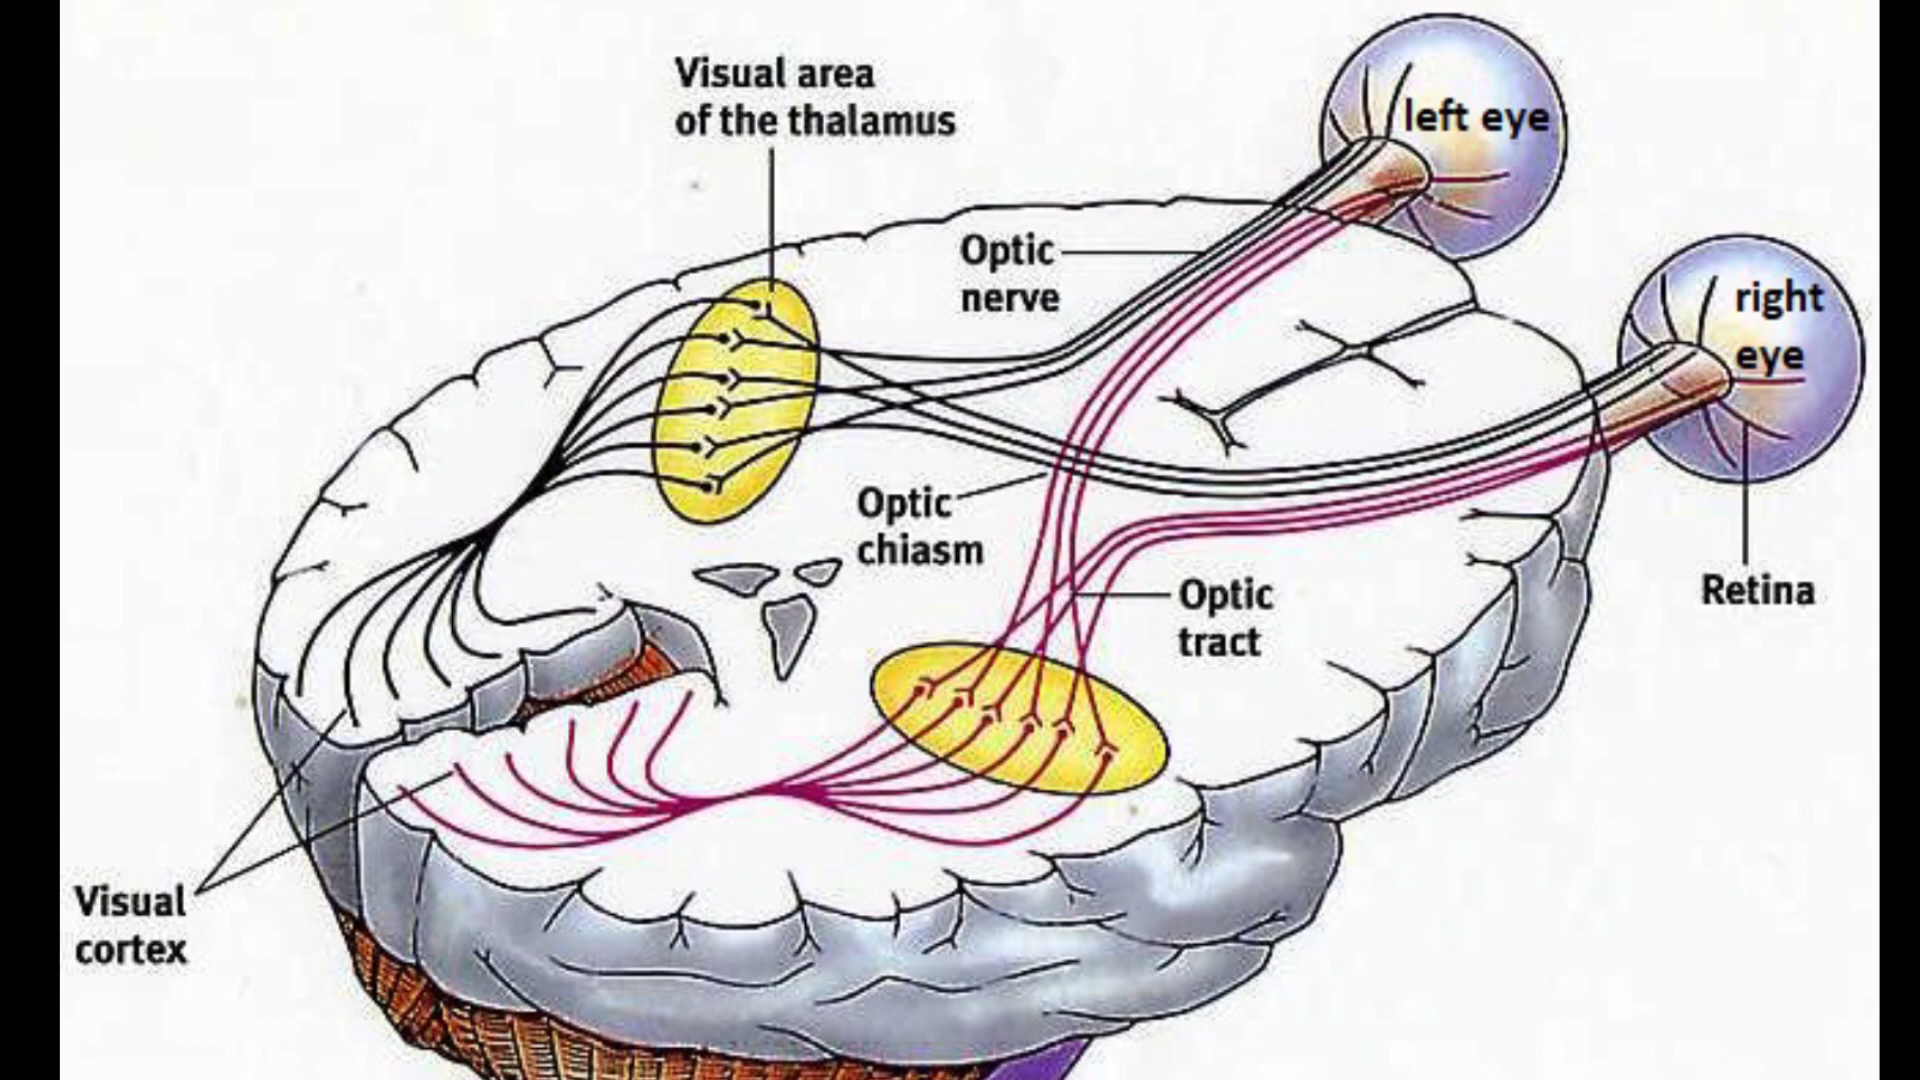 Visual area
of the thalamus
left eye
Optic
nerve
right
eye
Optic
chiasm
Optic
tract
Retina
Visual
cortex